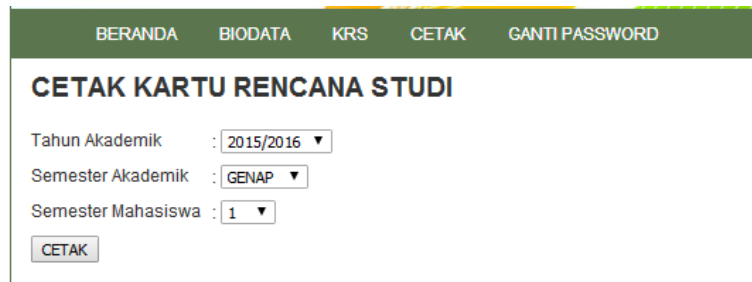 BERANDA BIODATA KRS CETAK GANTI PASSWORD
CETAK KARTU RENCANA STUDI
Tahun Akademik : 2015/2016
Semester Akademik : GENAP
Semester Mahasiswa : 1
CETAK